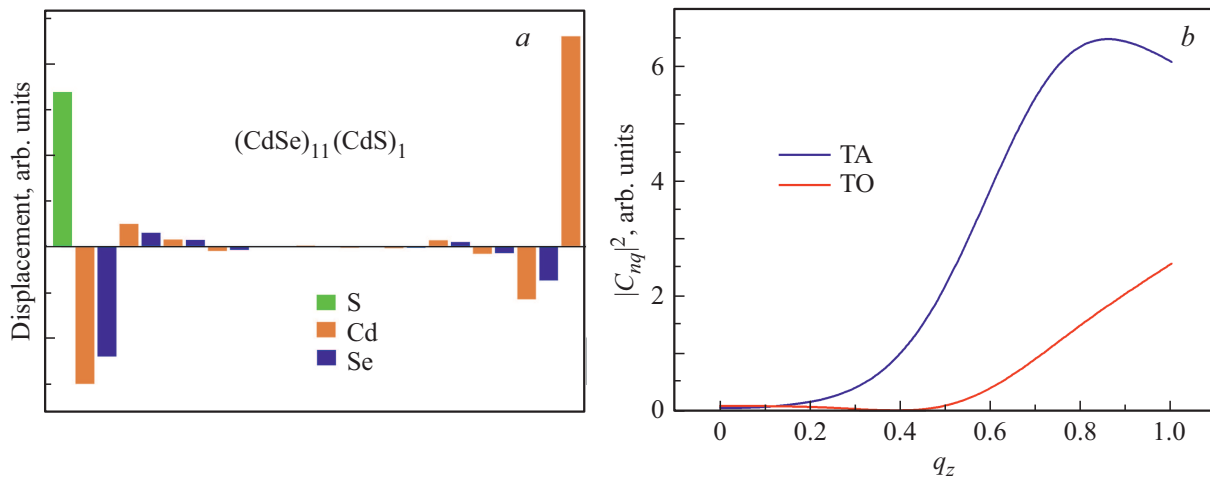 a
Displacement, arb. units
(CdSe)₁₁(CdS)₁
S
Cd
Se
b
|Cₙq|², arb. units
6
4
2
0
TA
TO
0 0.2 0.4 0.6 0.8 1.0
q_z